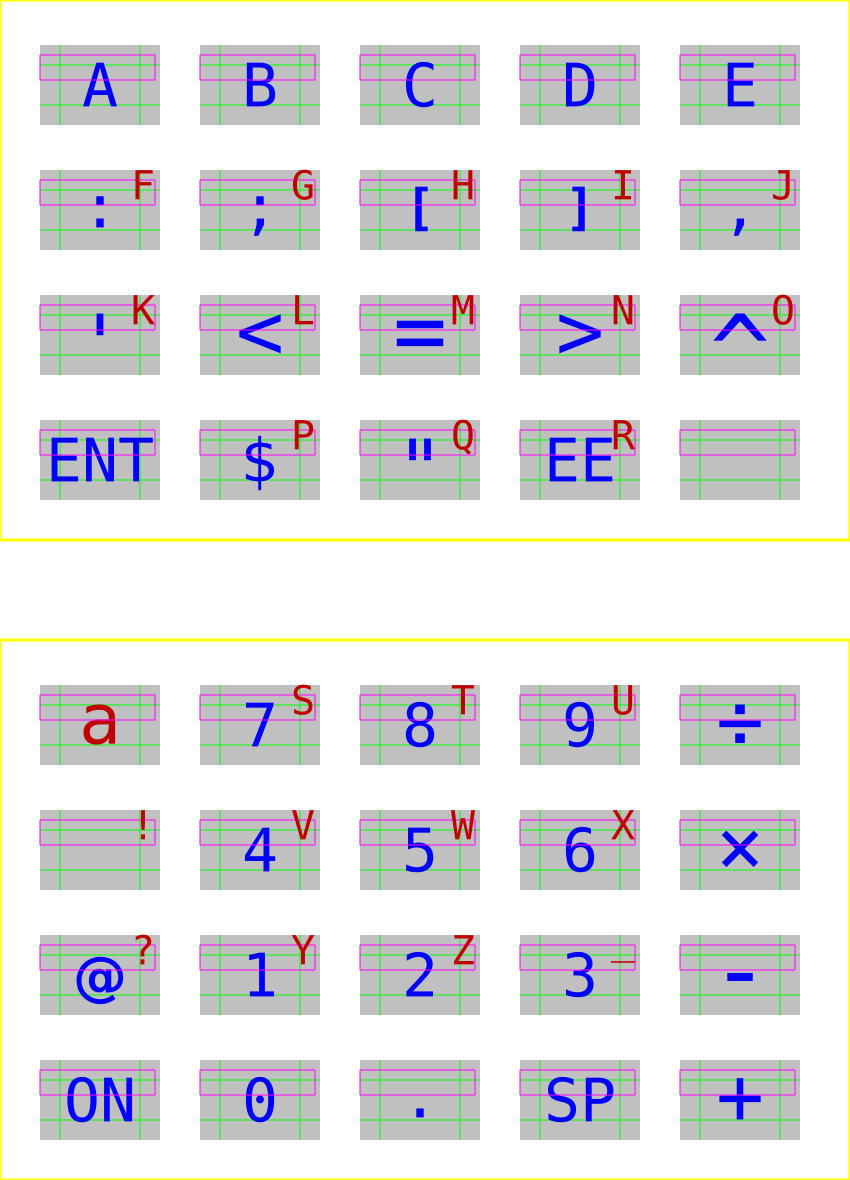 A B C D E
: F ; G [ H ] I , J
' K < L = M > N ^ O
ENT $ P " Q EE R
a 7 S 8 T 9 U ÷
! 4 V 5 W 6 X ×
@ ? 1 Y 2 Z 3 _ -
ON 0 . SP +